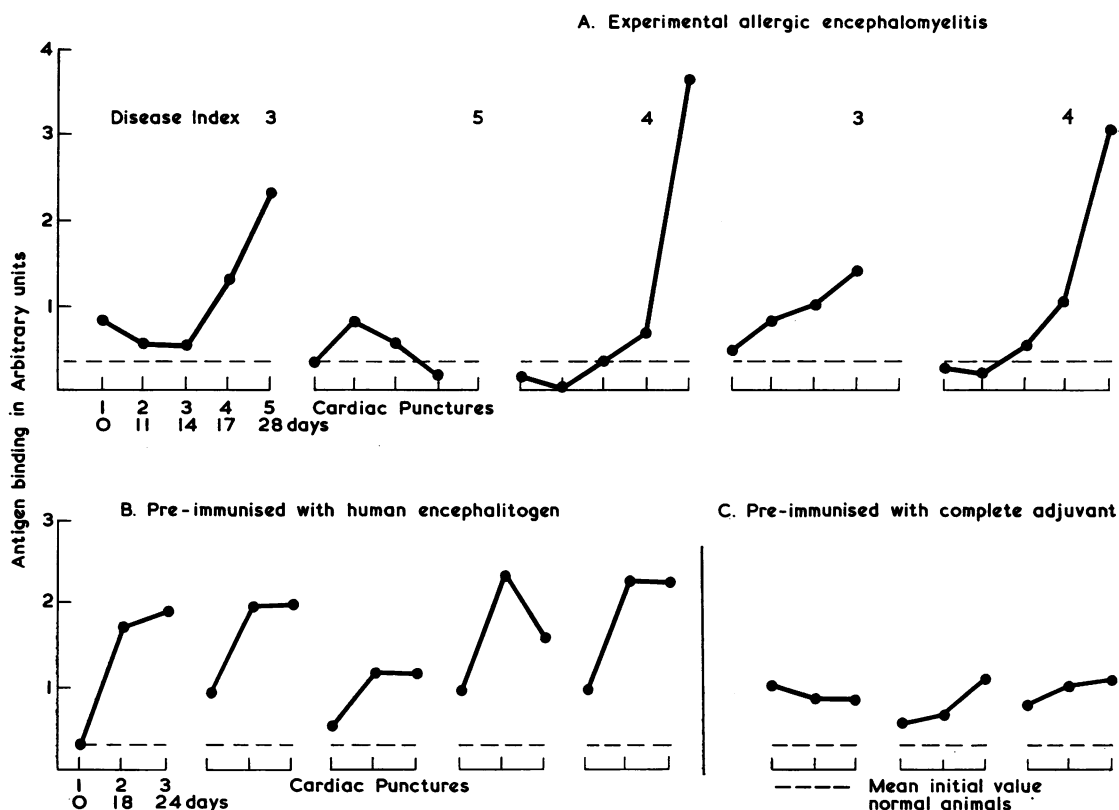 A. Experimental allergic encephalomyelitis
4
Disease Index 3 5 4 3 4
3
2
1
Antigen binding in Arbitrary units
1 2 3 4 5 Cardiac Punctures
0 11 14 17 28 days
B. Pre-immunised with human encephalitogen
C. Pre-immunised with complete adjuvant
3
2
1
1 2 3 Cardiac Punctures
0 18 24 days
Mean initial value
normal animals